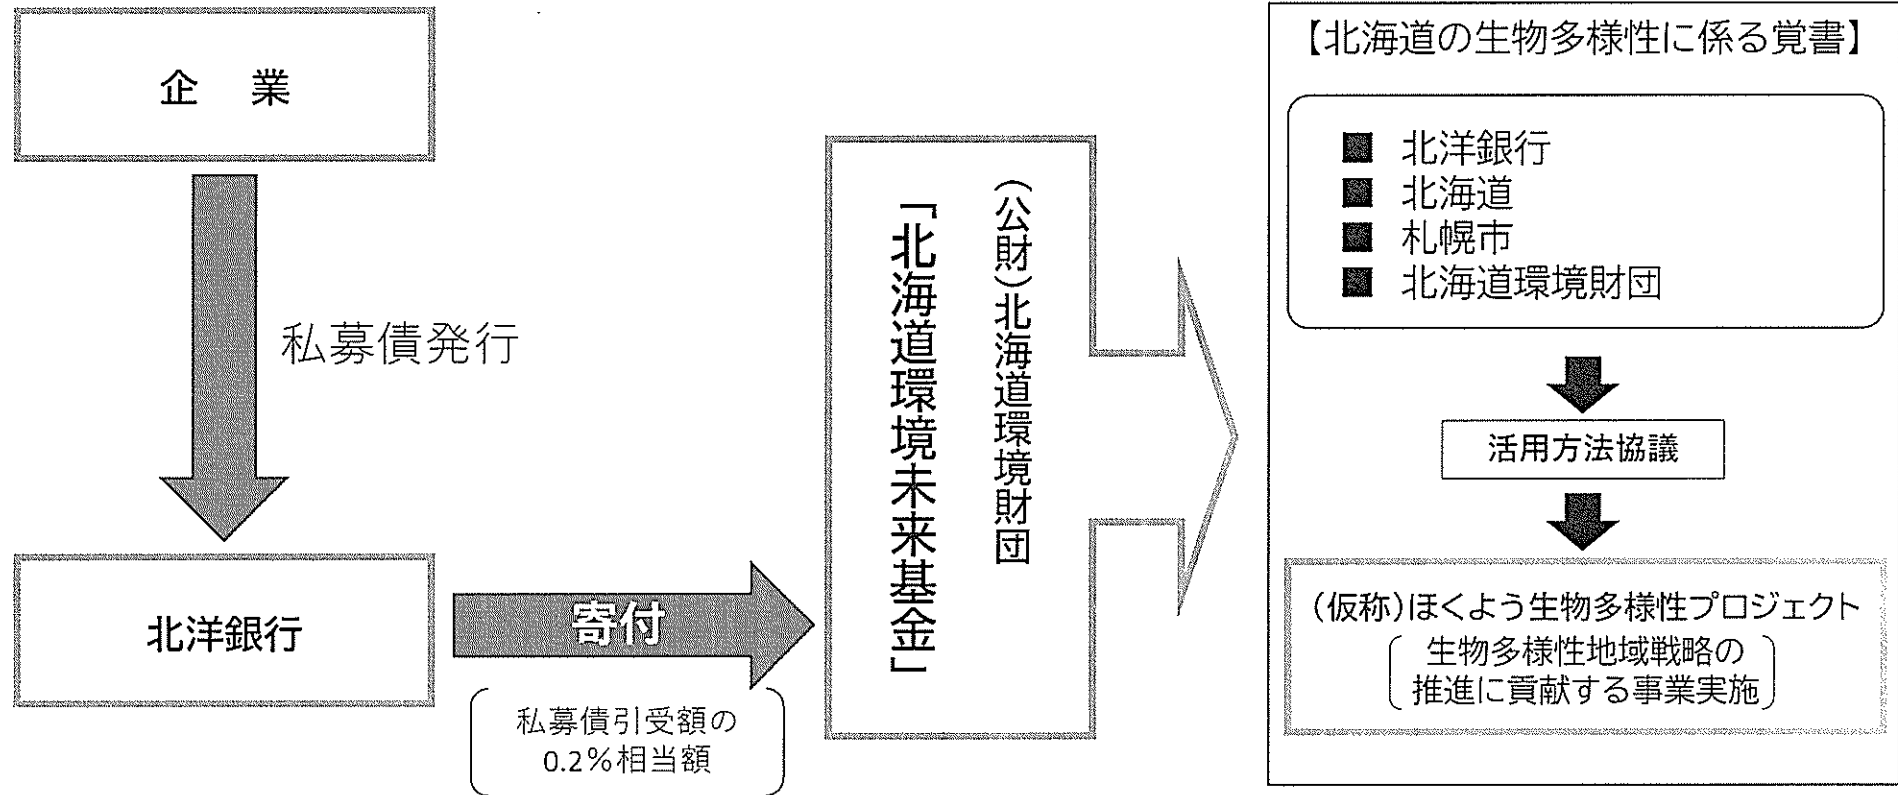 企　業
私募債発行
北洋銀行
寄付
私募債引受額の
0.2％相当額
（公財）北海道環境財団
「北海道環境未来基金」
【北海道の生物多様性に係る覚書】
■ 北洋銀行
■ 北海道
■ 札幌市
■ 北海道環境財団
活用方法協議
（仮称）ほくよう生物多様性プロジェクト
生物多様性地域戦略の
推進に貢献する事業実施